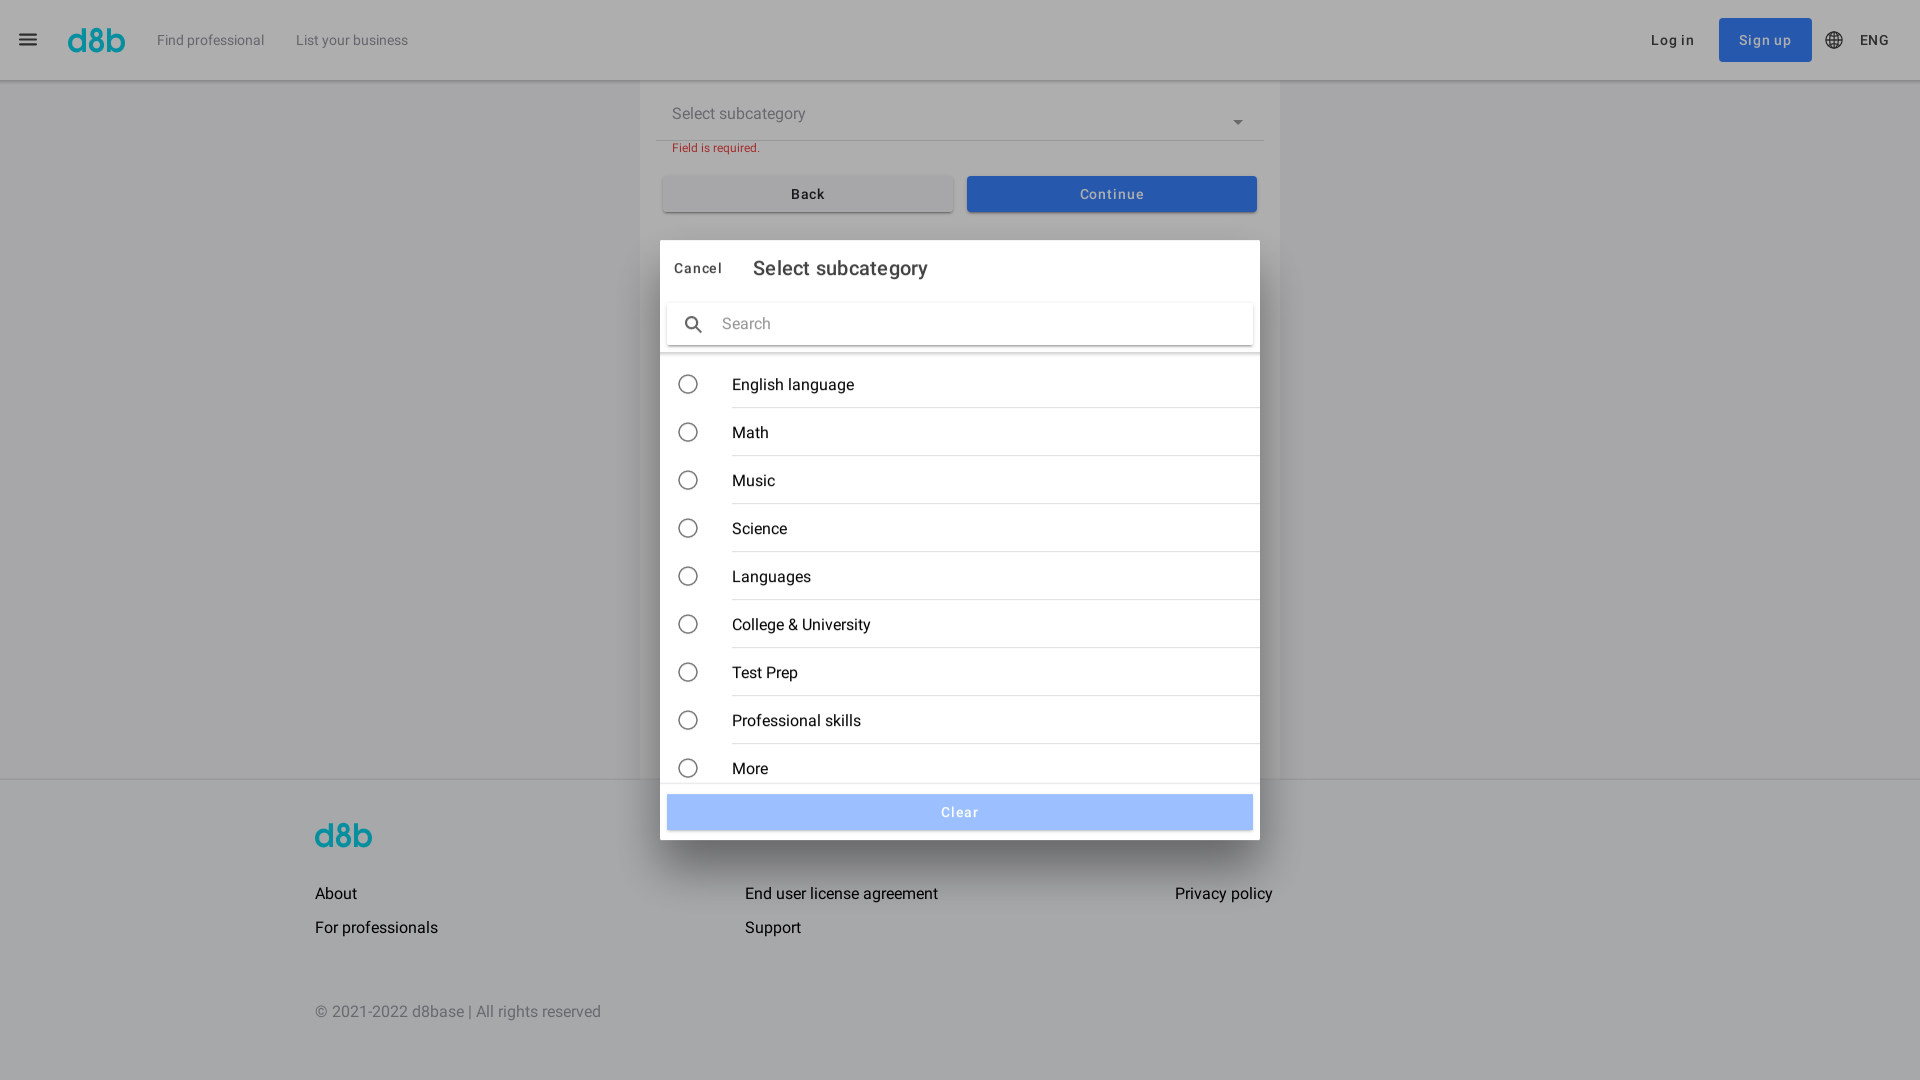 d8b
Find professional
List your business
Log in
Sign up
ENG
Select subcategory
Field is required.
Back
Continue
Cancel
Select subcategory
Search
English language
Math
Music
Science
Languages
College & University
Test Prep
Professional skills
More
Clear
d8b
About
End user license agreement
Privacy policy
For professionals
Support
© 2021-2022 d8base | All rights reserved